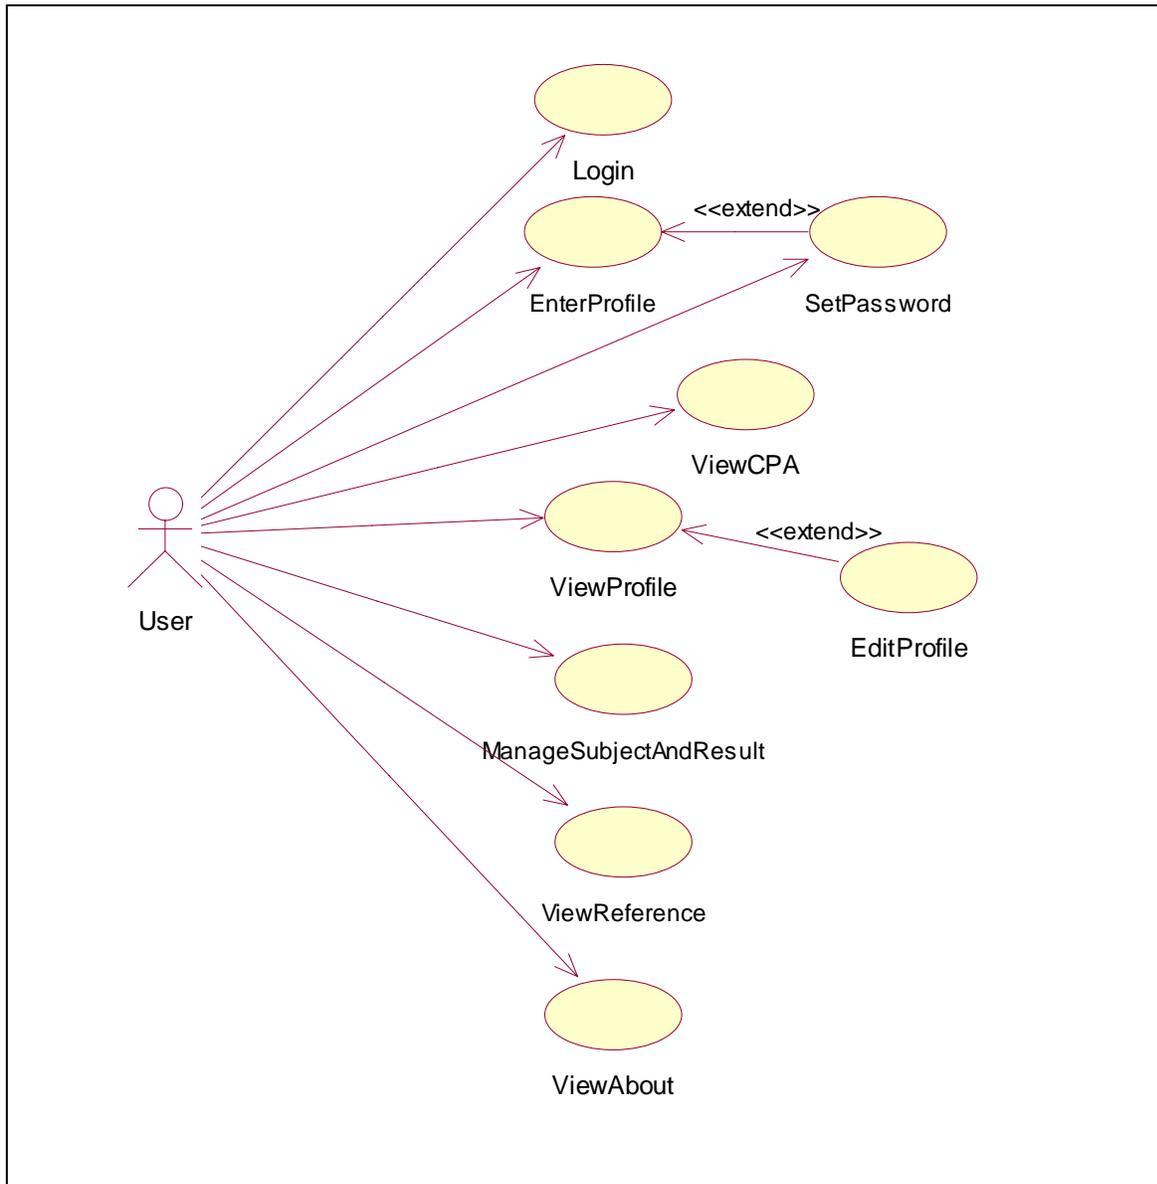 Login
<<extend>>
EnterProfile
SetPassword
ViewCPA
ViewProfile
<<extend>>
User
EditProfile
ManageSubjectAndResult
ViewReference
ViewAbout